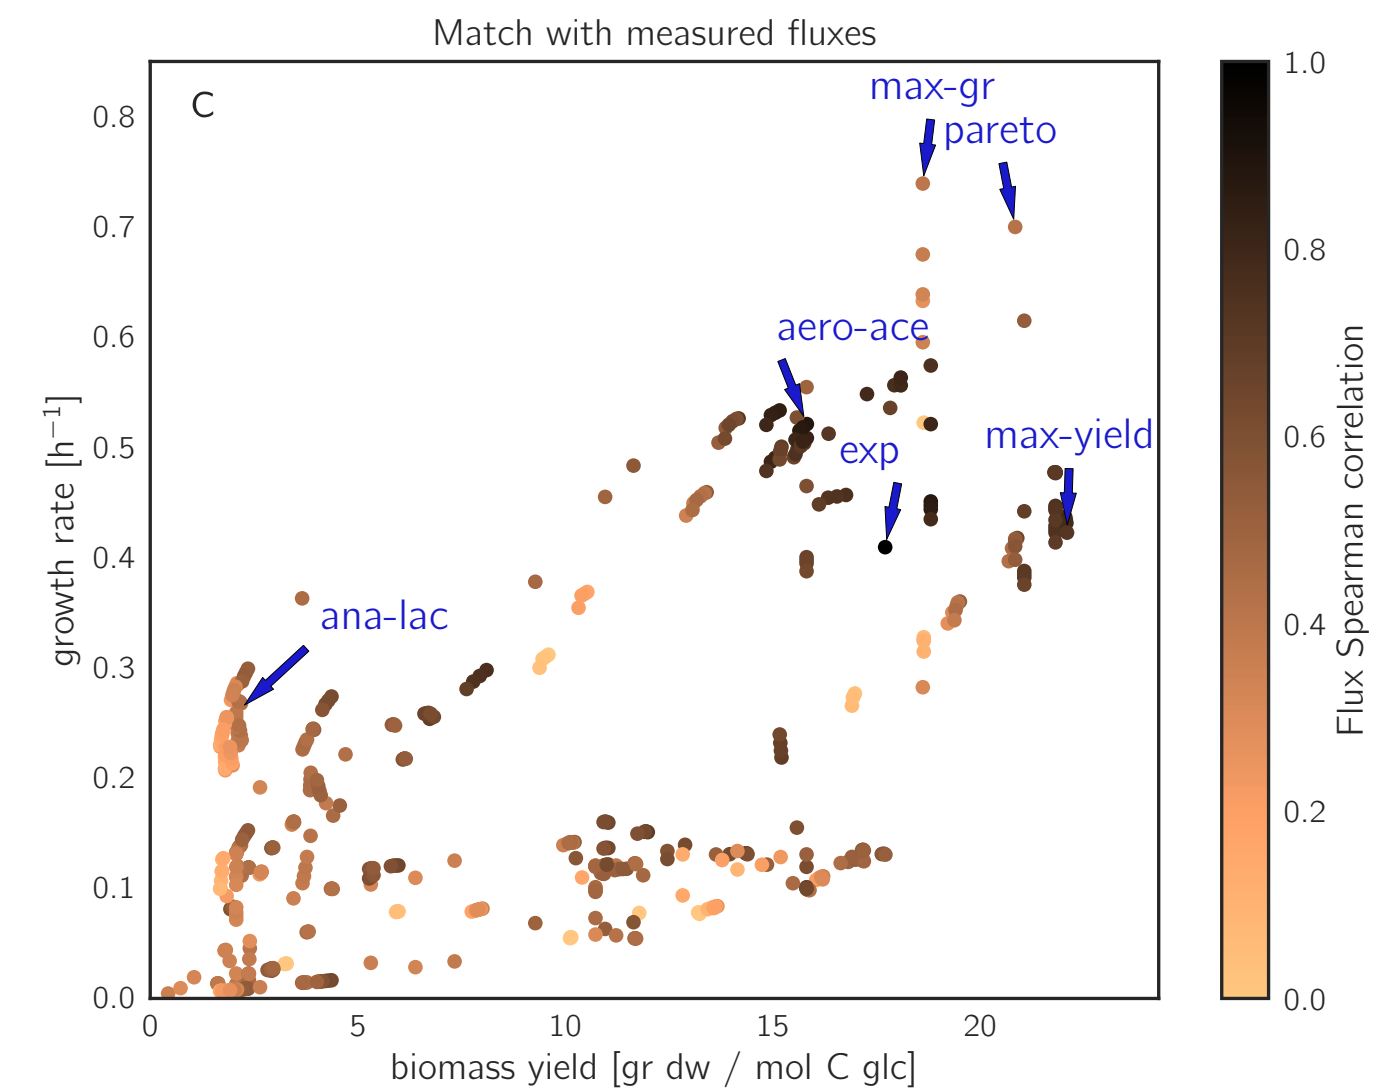 Match with measured fluxes
C
max-gr
pareto
aero-ace
exp
max-yield
ana-lac
0.8
0.7
0.6
0.5
0.4
0.3
0.2
0.1
0.0
growth rate [h⁻¹]
0 5 10 15 20
biomass yield [gr dw / mol C glc]
1.0
0.8
0.6
0.4
0.2
0.0
Flux Spearman correlation